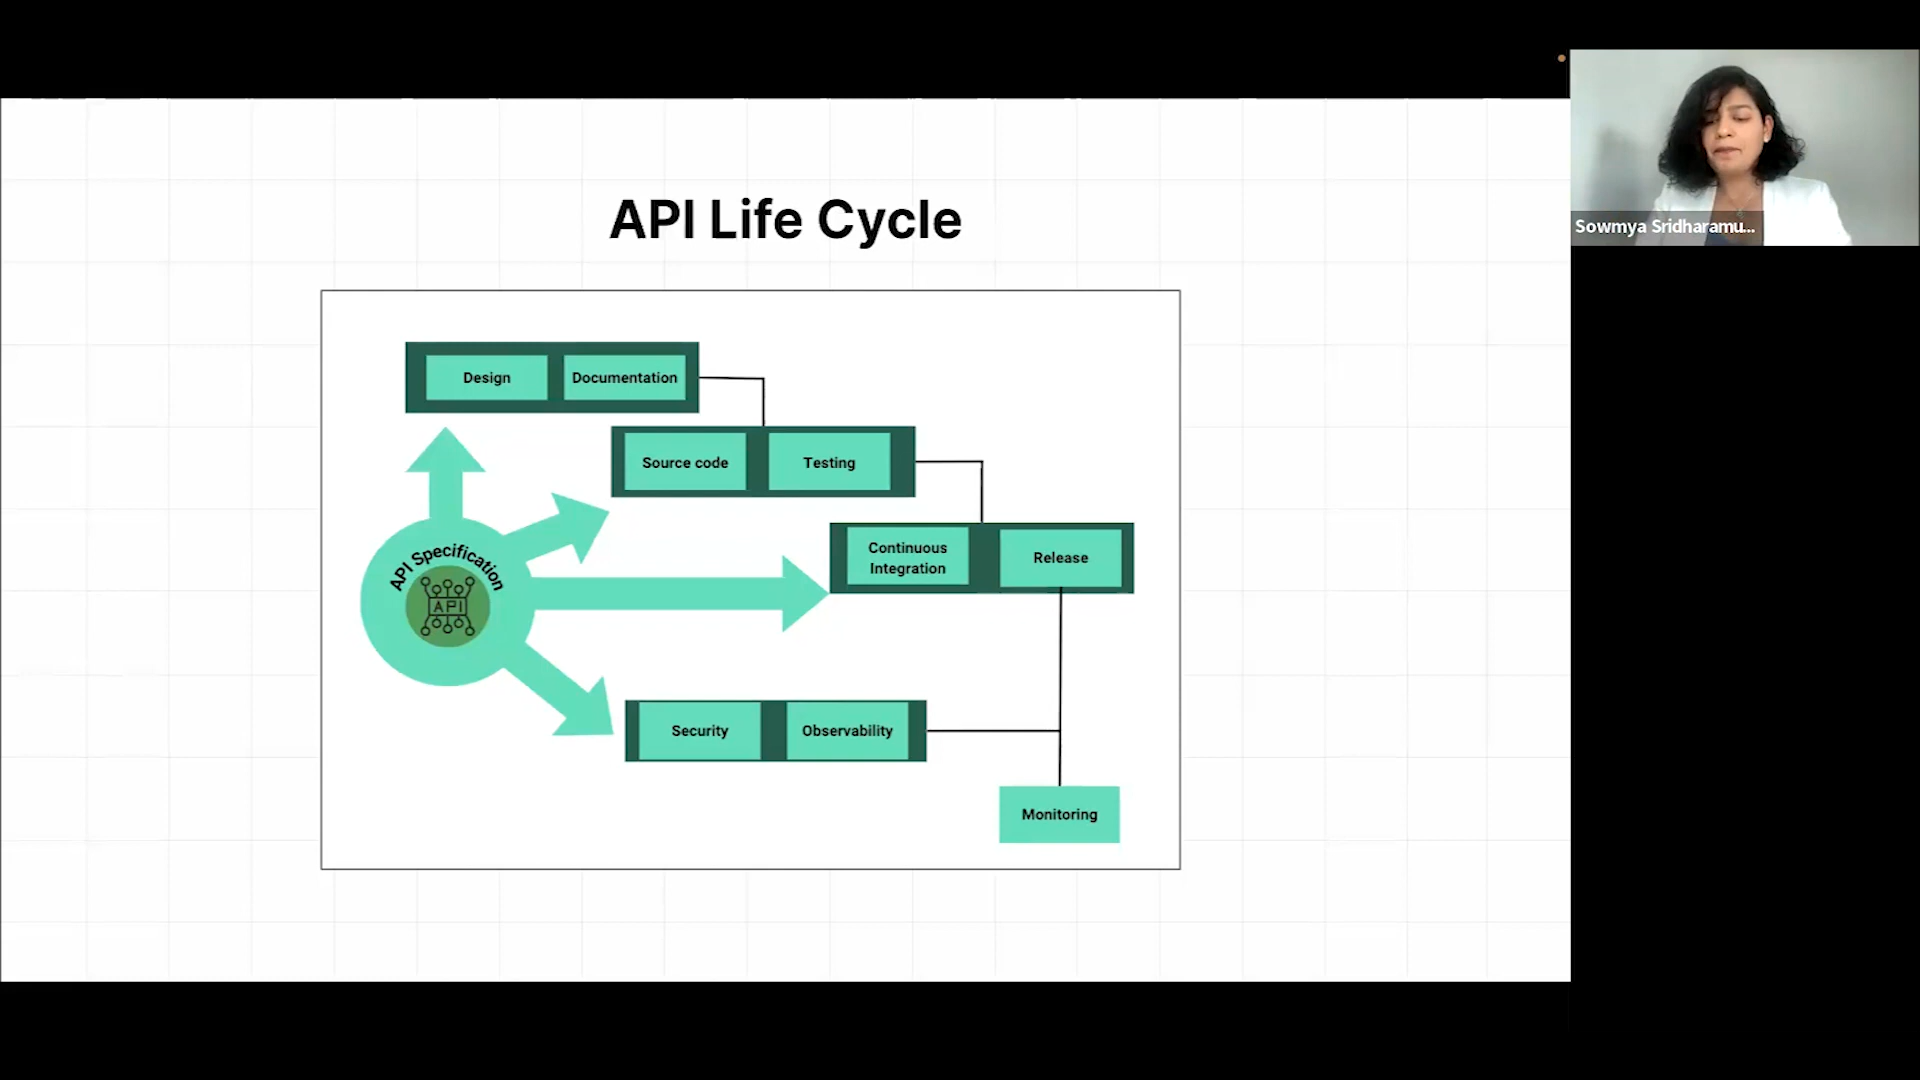 API Life Cycle
Design
Documentation
Source code
Testing
Continuous
Integration
Release
API Specification
API
Security
Observability
Monitoring
Sowmya Sridharamu...